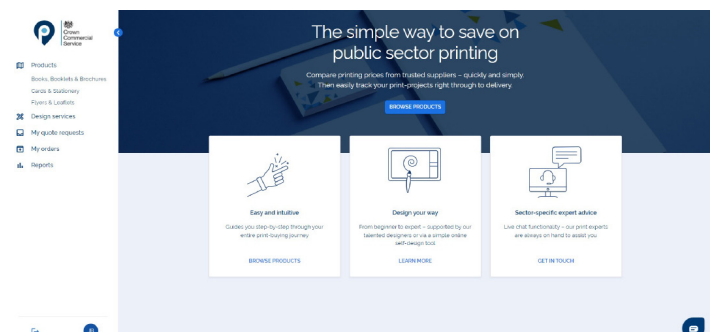 Crown
Commercial
Service
Products
Books, Booklets & Brochures
Cards & Stationery
Flyers & Leaflets
Design services
My quote requests
My orders
Reports
The simple way to save on
public sector printing
Compare printing prices from trusted suppliers – quickly and simply.
Then easily track your print-projects right through to delivery.
BROWSE PRODUCTS
Easy and intuitive
Guides you step-by-step through your
entire print-buying journey
BROWSE PRODUCTS
Design your way
From beginner to expert – supported by our
talented designers or via a simple online
self-design tool.
LEARN MORE
Sector-specific expert advice
Live chat functionality – our print experts
are always on hand to assist you
GET IN TOUCH